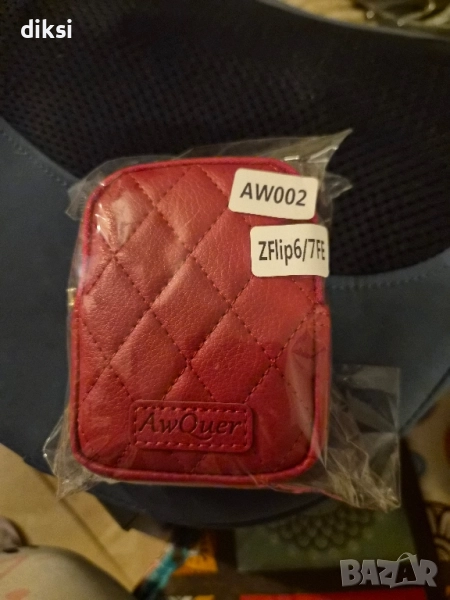 diksi
AW002
ZFlip6/7FE
AwQuer
BAZAR